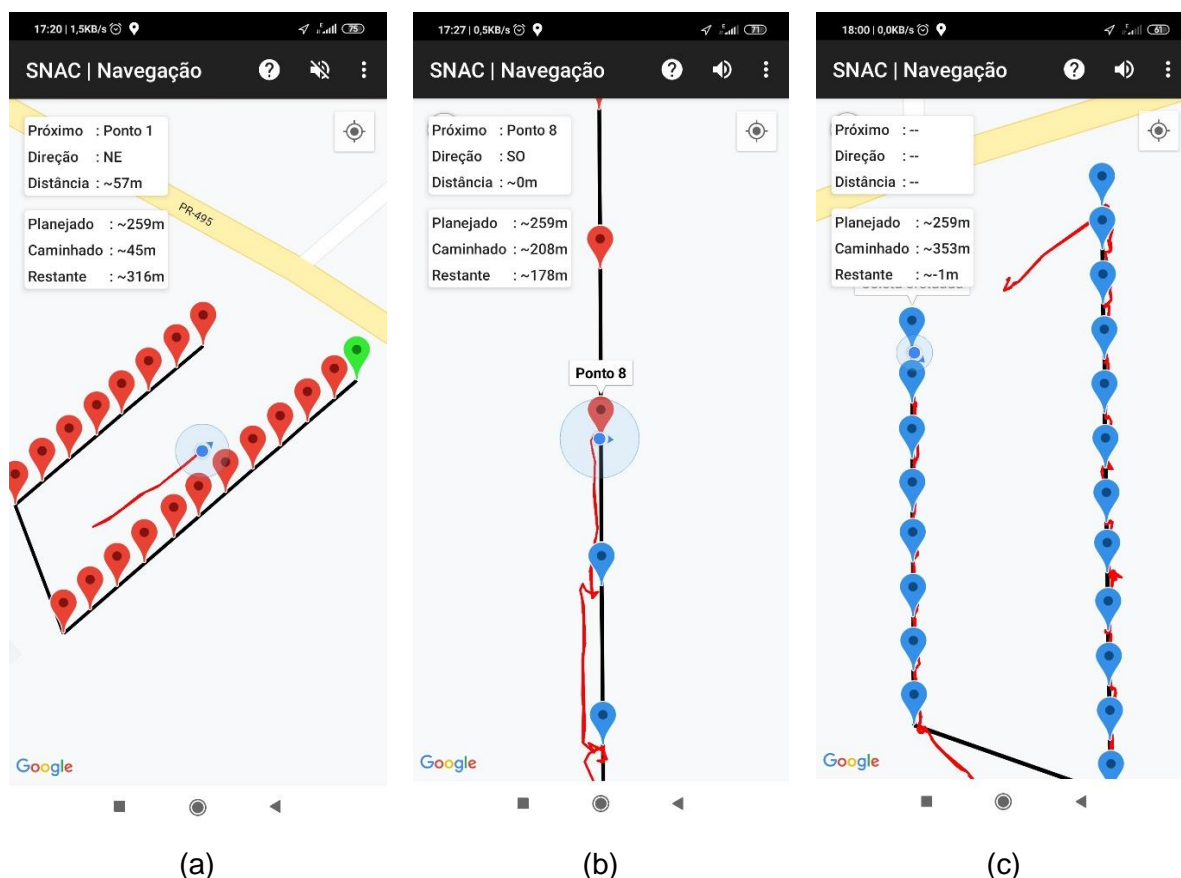 17:20 | 1,5KB/s
75
SNAC | Navegação
Próximo : Ponto 1
Direção : NE
Distância : ~57m
Planejado : ~259m
Caminhado : ~45m
Restante : ~316m
PR-495
Google
(a)
17:27 | 0,5KB/s
71
SNAC | Navegação
Próximo : Ponto 8
Direção : SO
Distância : ~0m
Planejado : ~259m
Caminhado : ~208m
Restante : ~178m
Ponto 8
Google
(b)
18:00 | 0,0KB/s
61
SNAC | Navegação
Próximo : --
Direção : --
Distância : --
Planejado : ~259m
Caminhado : ~353m
Restante : ~-1m
Google
(c)